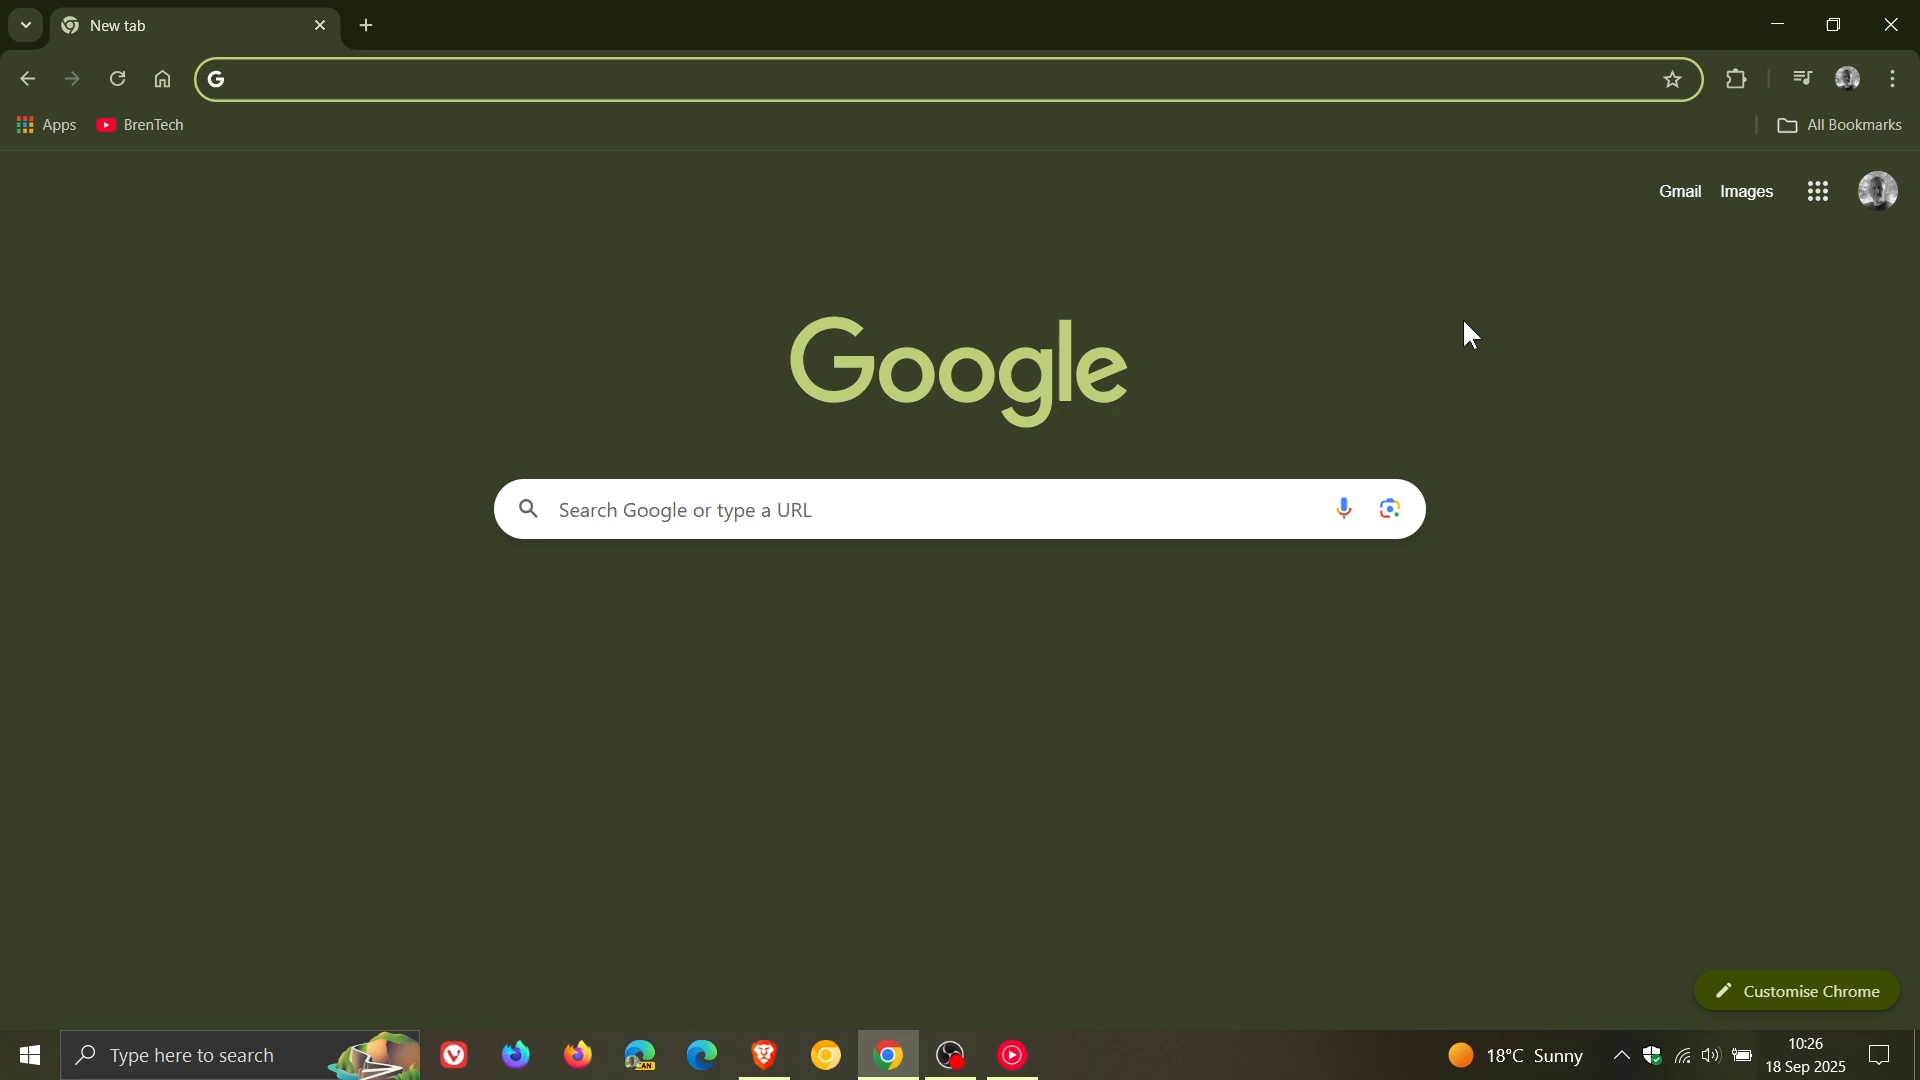 New tab
Apps
BrenTech
All Bookmarks
Gmail Images
Google
Search Google or type a URL
Customise Chrome
Type here to search
CAN
18°C Sunny
10:26
18 Sep 2025